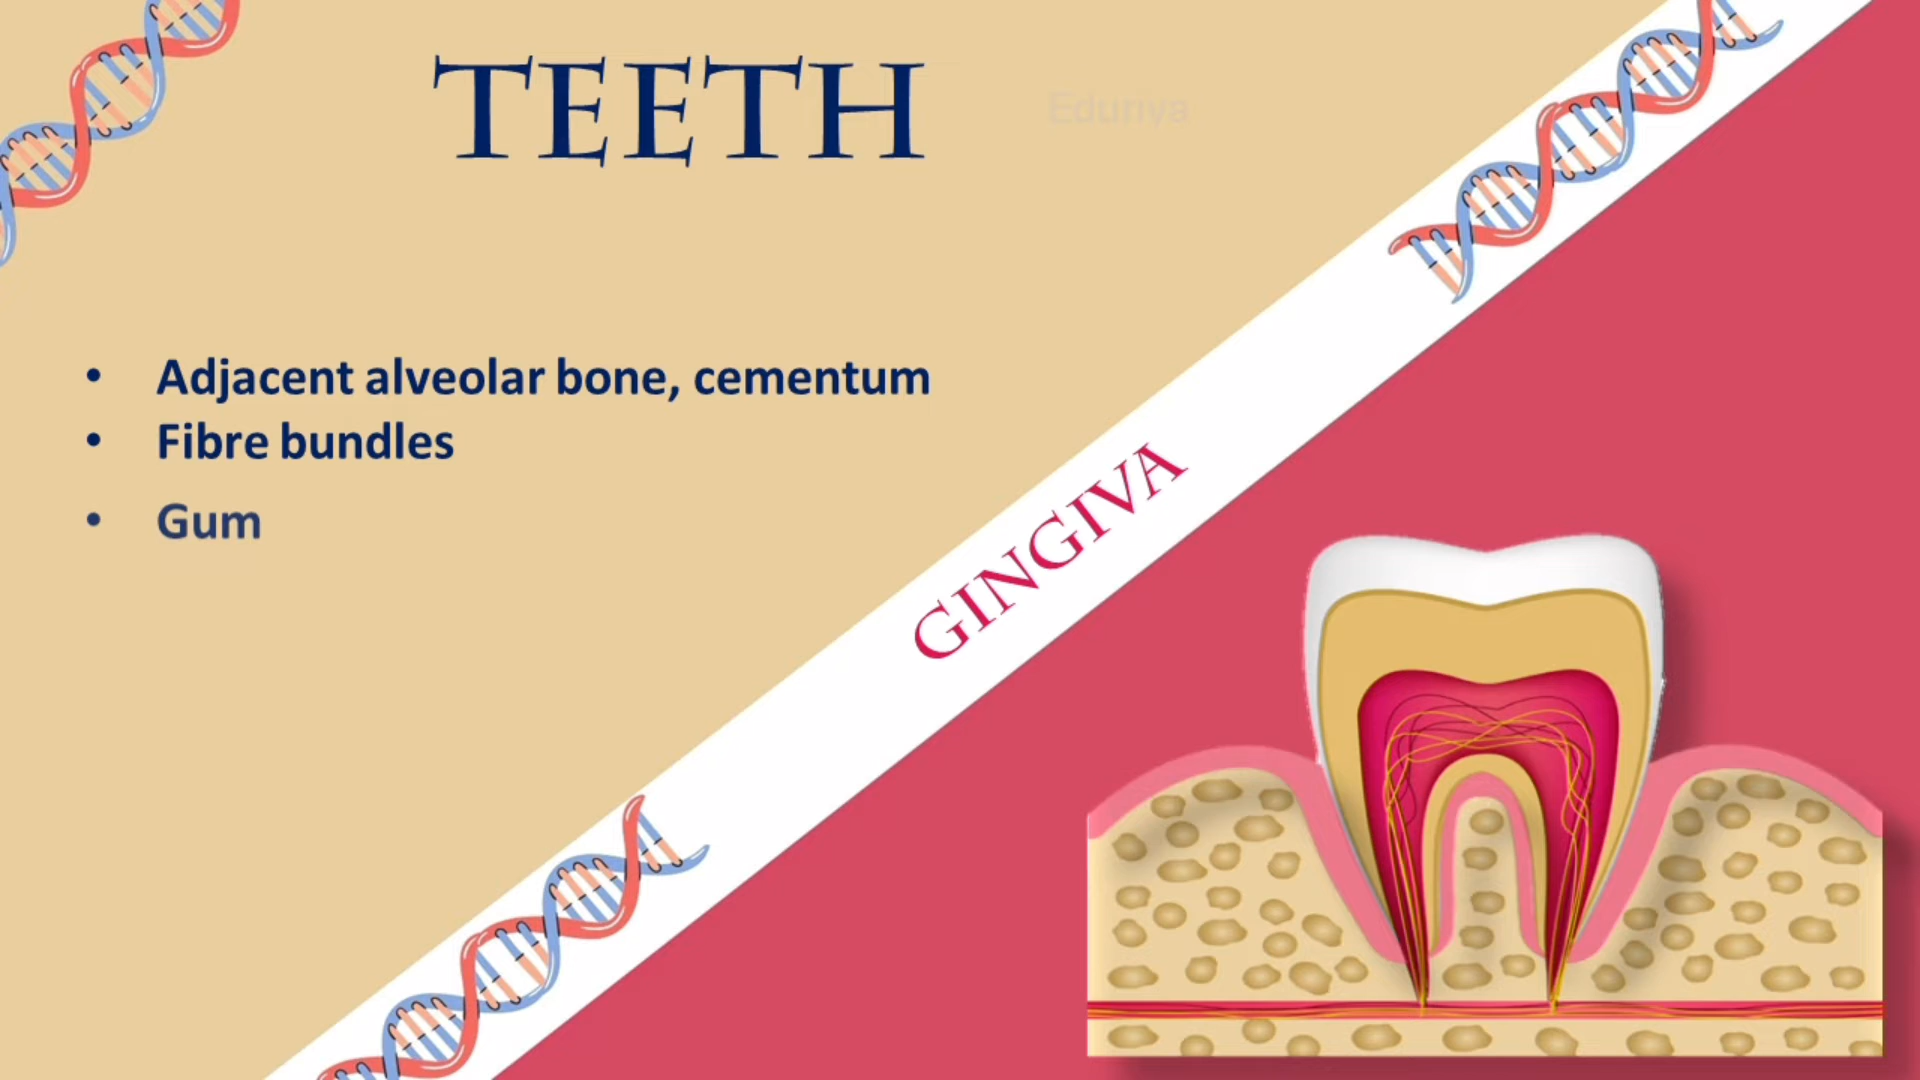 TEETH
Eduriya
• Adjacent alveolar bone, cementum
• Fibre bundles
• Gum
GINGIVA